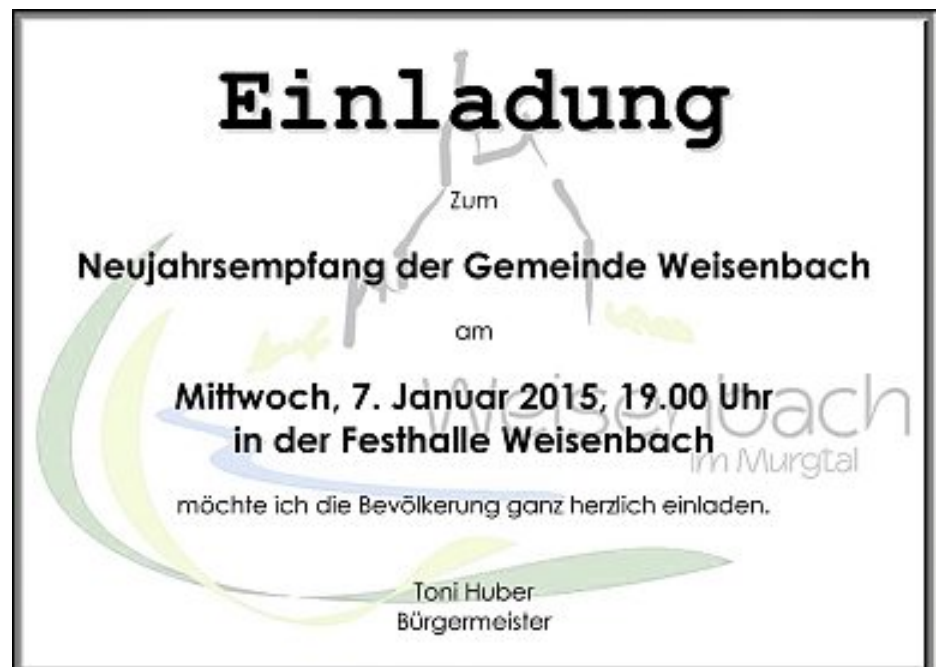 Einladung
Zum
Neujahrsempfang der Gemeinde Weisenbach
am
Mittwoch, 7. Januar 2015, 19.00 Uhr
in der Festhalle Weisenbach
Weisenbach
im Murgtal
möchte ich die Bevölkerung ganz herzlich einladen.
Toni Huber
Bürgermeister